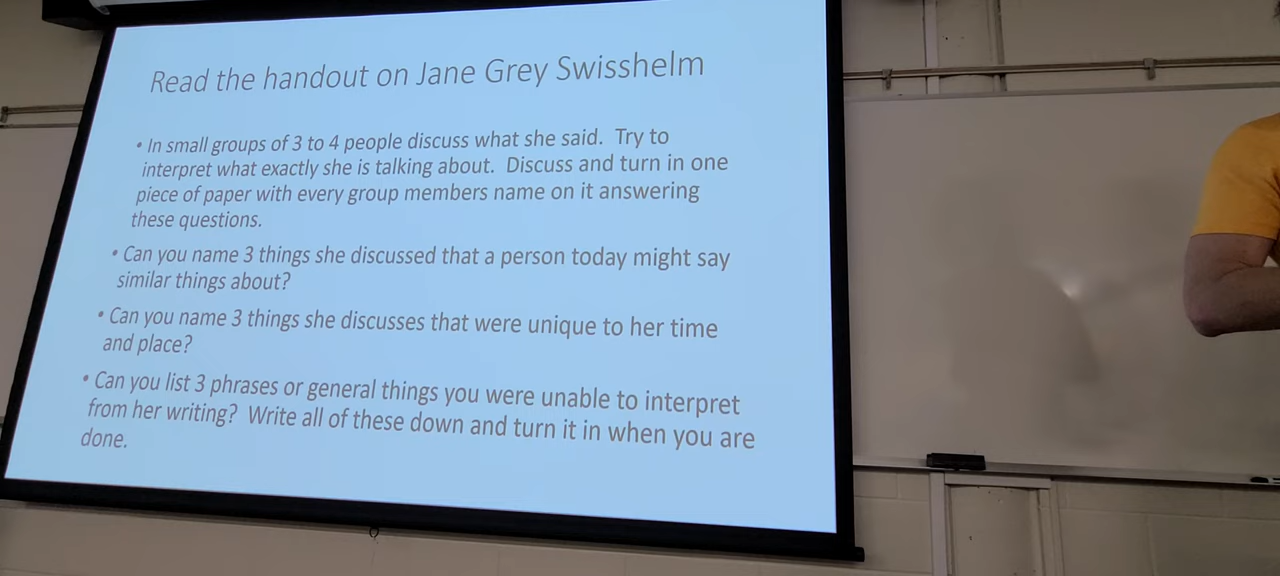 Read the handout on Jane Grey Swisshelm
• In small groups of 3 to 4 people discuss what she said. Try to
interpret what exactly she is talking about. Discuss and turn in one
piece of paper with every group members name on it answering
these questions.
• Can you name 3 things she discussed that a person today might say
similar things about?
• Can you name 3 things she discusses that were unique to her time
and place?
• Can you list 3 phrases or general things you were unable to interpret
from her writing? Write all of these down and turn it in when you are
done.